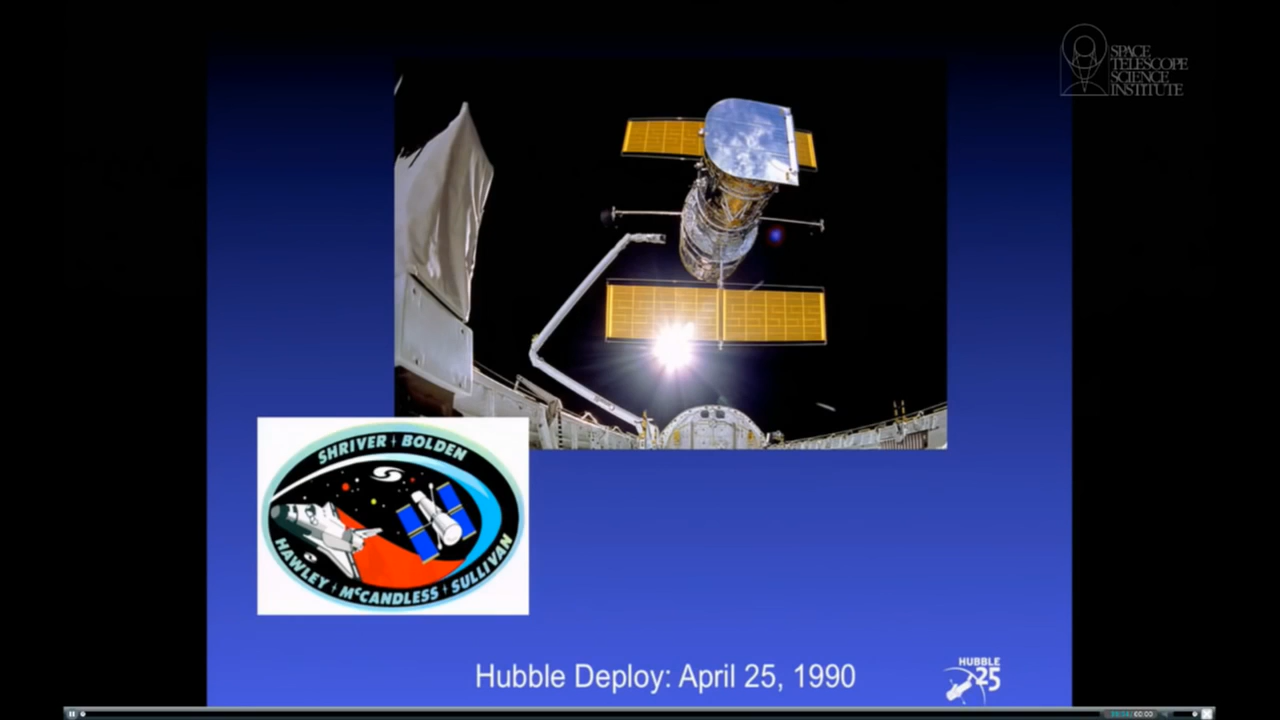 SPACE
TELESCOPE
SCIENCE
INSTITUTE
SHRIVER BOLDEN
HAWLEY McCANDLESS SULLIVAN
Hubble Deploy: April 25, 1990
HUBBLE
25